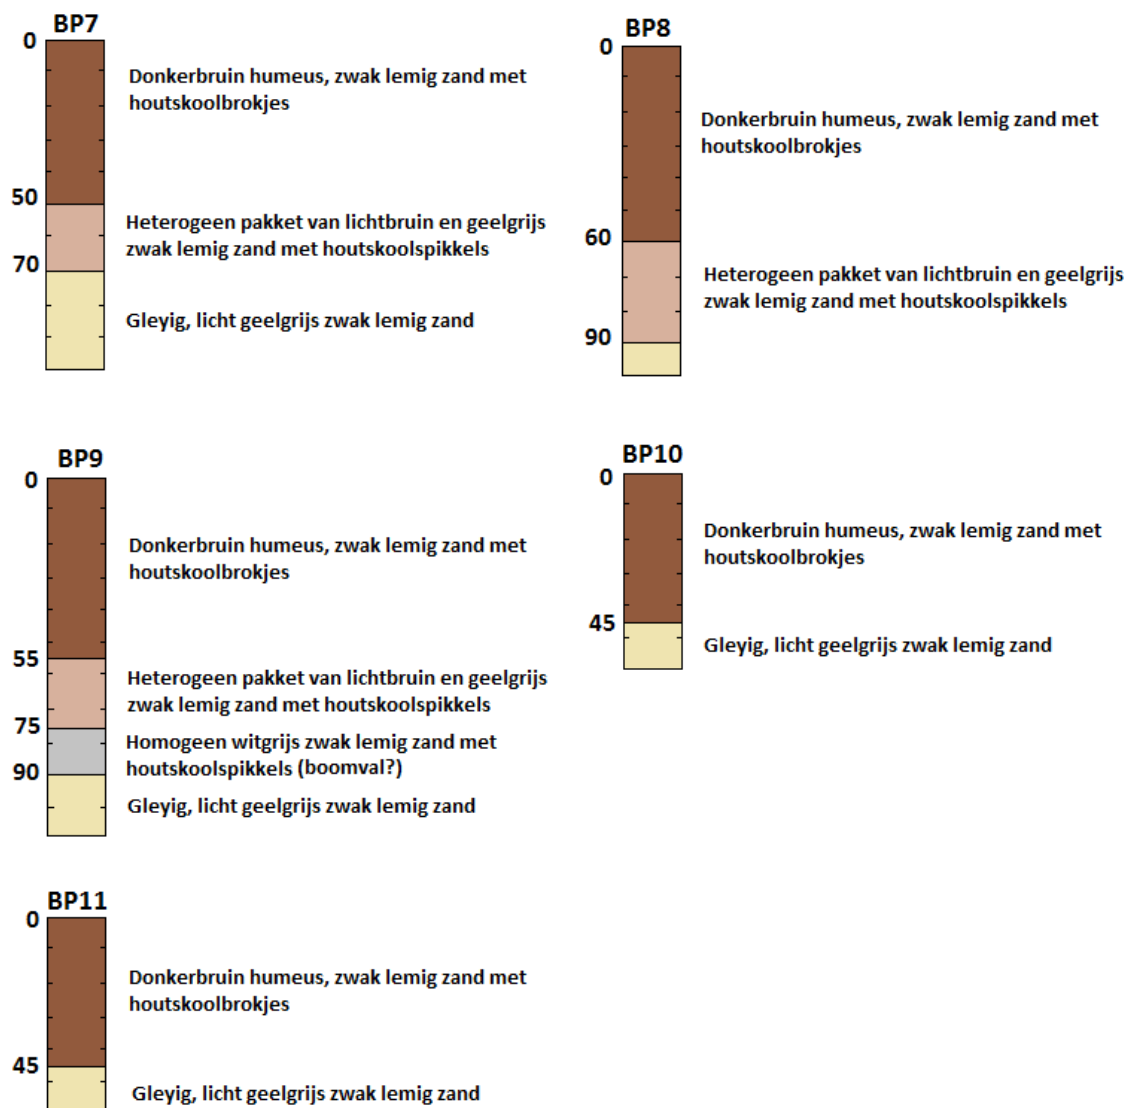 BP7
0
Donkerbruin humeus, zwak lemig zand met
houtskoolbrokjes
50
Heterogeen pakket van lichtbruin en geelgrijs
zwak lemig zand met houtskoolspikkels
70
Gleyig, licht geelgrijs zwak lemig zand
BP8
0
Donkerbruin humeus, zwak lemig zand met
houtskoolbrokjes
60
Heterogeen pakket van lichtbruin en geelgrijs
zwak lemig zand met houtskoolspikkels
90
BP9
0
Donkerbruin humeus, zwak lemig zand met
houtskoolbrokjes
55
Heterogeen pakket van lichtbruin en geelgrijs
zwak lemig zand met houtskoolspikkels
75
Homogeen witgrijs zwak lemig zand met
houtskoolspikkels (boomval?)
90
Gleyig, licht geelgrijs zwak lemig zand
BP10
0
Donkerbruin humeus, zwak lemig zand met
houtskoolbrokjes
45
Gleyig, licht geelgrijs zwak lemig zand
BP11
0
Donkerbruin humeus, zwak lemig zand met
houtskoolbrokjes
45
Gleyig, licht geelgrijs zwak lemig zand